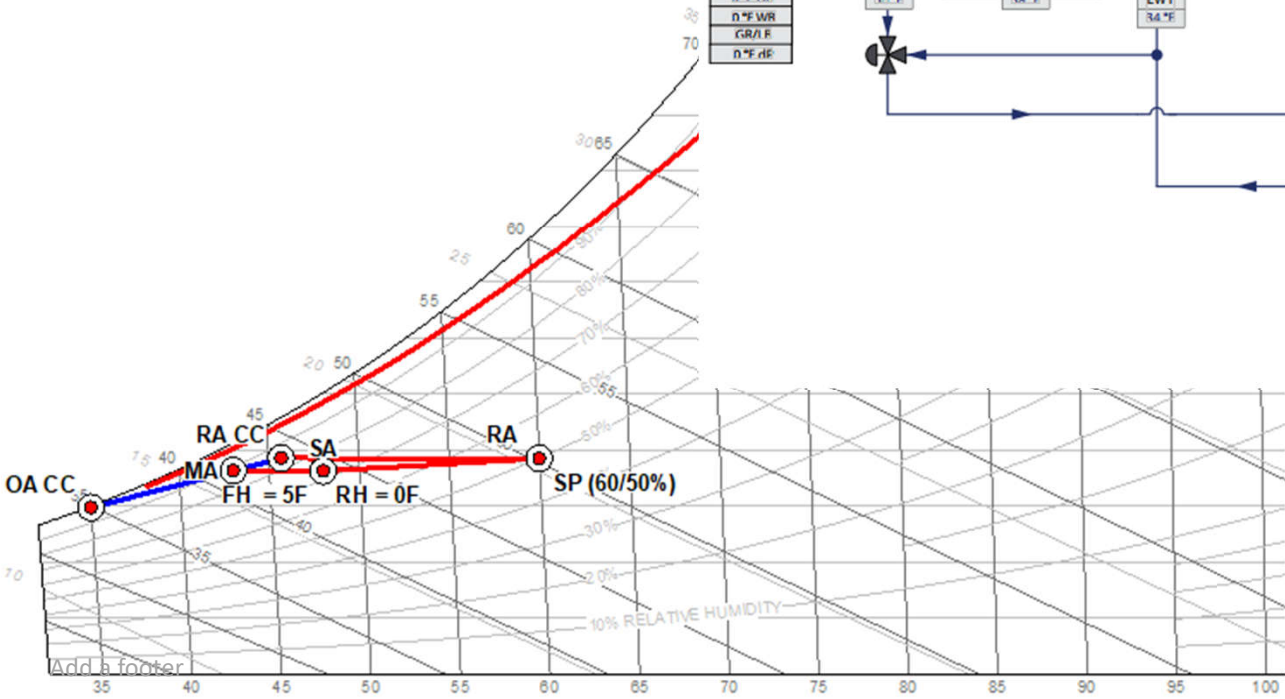 35
70
0 °F WB
GR/LB
0 °F dP
EWT
34 °F
30
65
60
25
90%
80%
55
70%
20
50
60%
55
45
50%
RA CC
SA
RA
15
40
MA
OA CC
35
FH = 5F
RH = 0F
SP (60/50%)
40
30%
35
20%
10
10% RELATIVE HUMIDITY
Add a footer
35 40 45 50 55 60 65 70 75 80 85 90 95 100